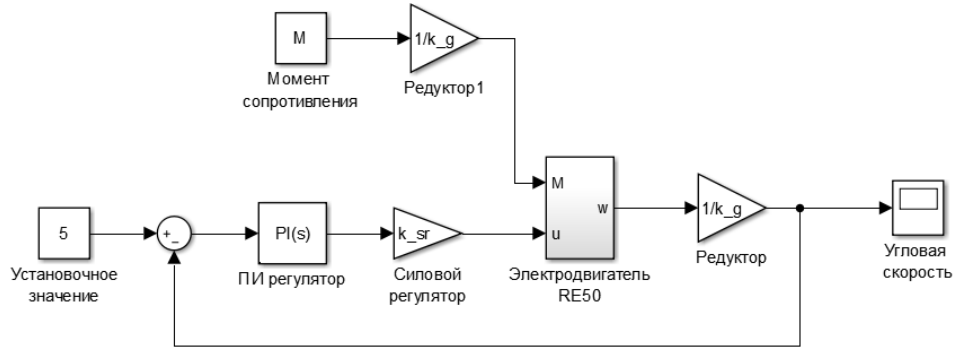 M
1/k_g
Момент
сопротивления
Редуктор1
M
w
u
1/k_g
5
+
_
PI(s)
k_sr
Установочное
значение
ПИ регулятор
Силовой
регулятор
Электродвигатель
RE50
Редуктор
Угловая
скорость